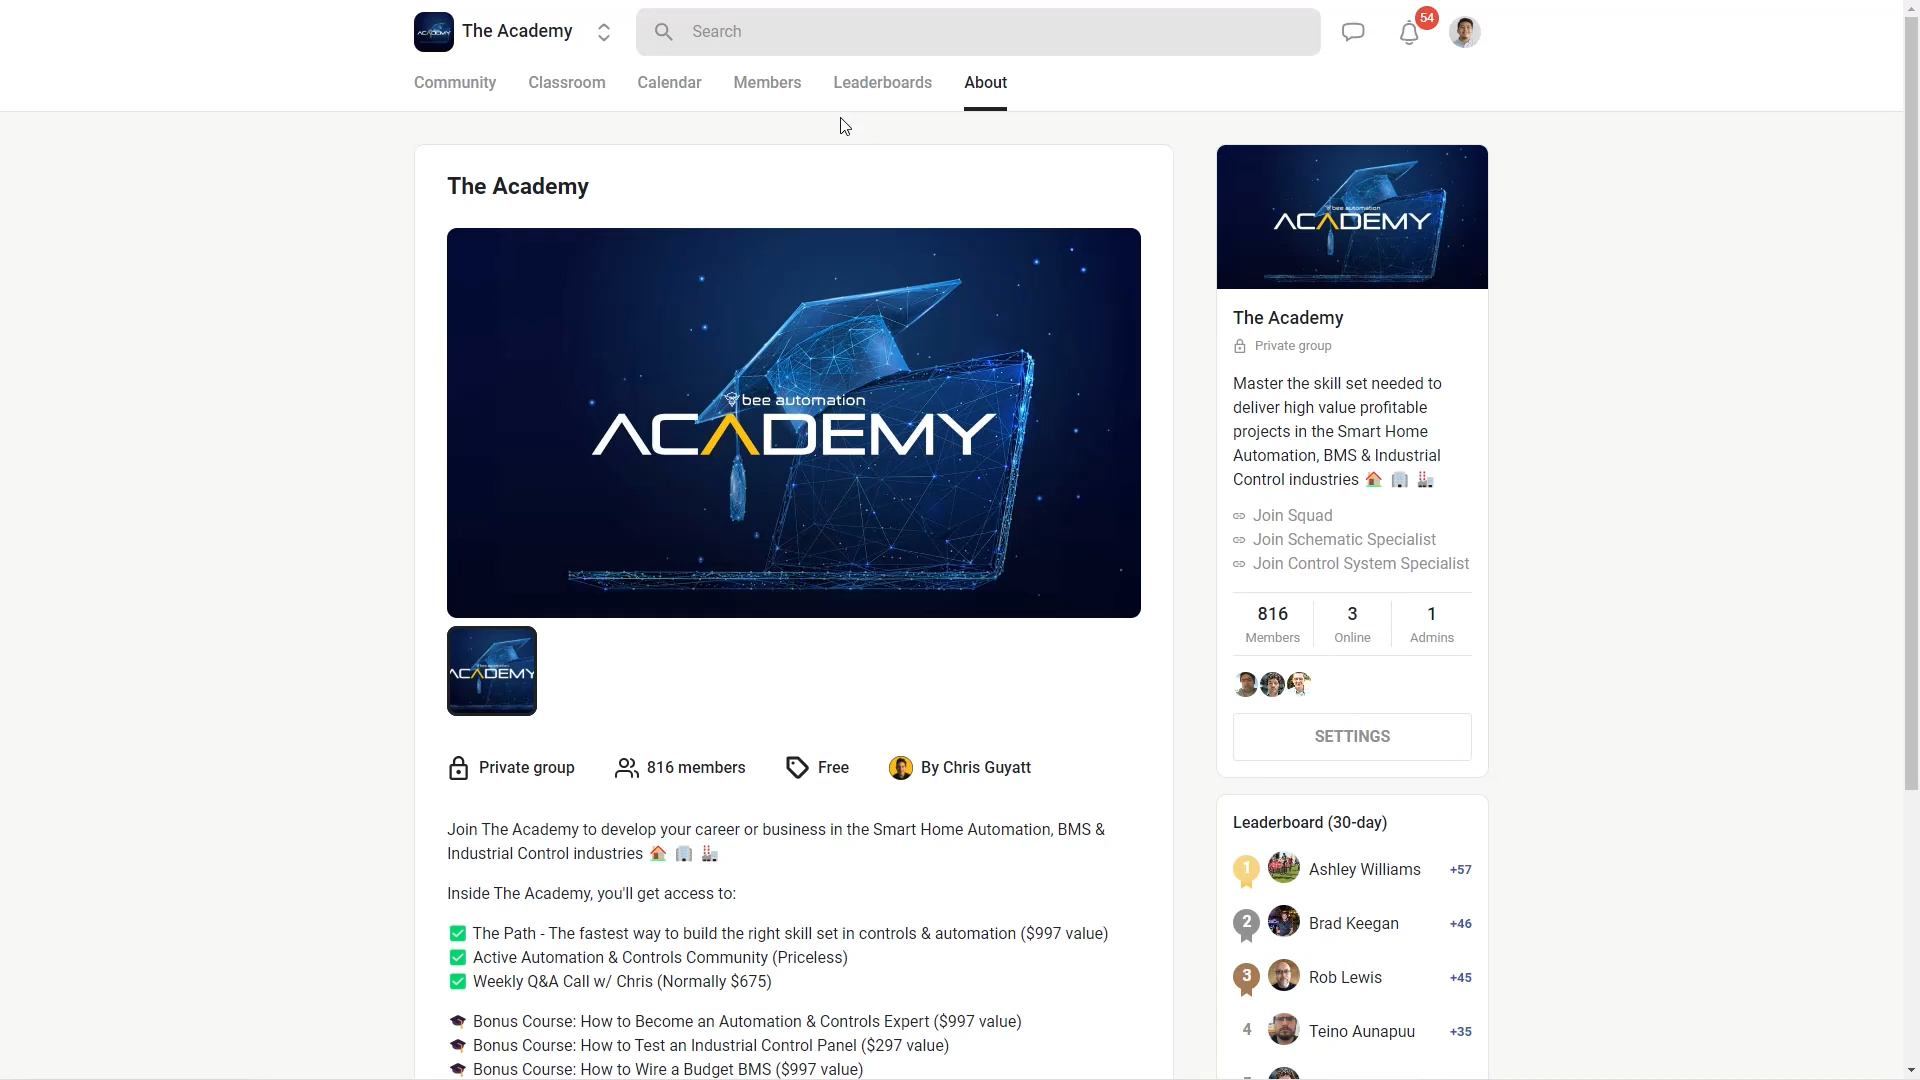 The Academy
Search
54
Community
Classroom
Calendar
Members
Leaderboards
About
The Academy
bee automation
ACADEMY
ACADEMY
Private group
816 members
Free
By Chris Guyatt
Join The Academy to develop your career or business in the Smart Home Automation, BMS &
Industrial Control industries 🏠 🏢 🏭
Inside The Academy, you'll get access to:
✅ The Path - The fastest way to build the right skill set in controls & automation ($997 value)
✅ Active Automation & Controls Community (Priceless)
✅ Weekly Q&A Call w/ Chris (Normally $675)
🎓 Bonus Course: How to Become an Automation & Controls Expert ($997 value)
🎓 Bonus Course: How to Test an Industrial Control Panel ($297 value)
🎓 Bonus Course: How to Wire a Budget BMS ($997 value)
bee automation
ACADEMY
The Academy
Private group
Master the skill set needed to
deliver high value profitable
projects in the Smart Home
Automation, BMS & Industrial
Control industries 🏠 🏢 🏭
Join Squad
Join Schematic Specialist
Join Control System Specialist
816
Members
3
Online
1
Admins
SETTINGS
Leaderboard (30-day)
1 Ashley Williams +57
2 Brad Keegan +46
3 Rob Lewis +45
4 Teino Aunapuu +35